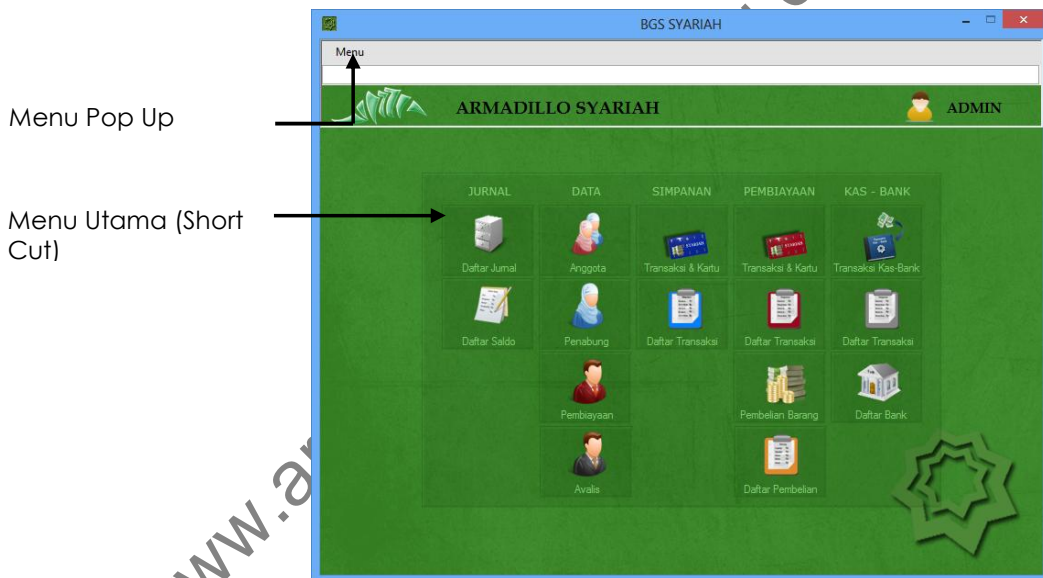 BGS SYARIAH
Menu
Menu Pop Up
ARMADILLO SYARIAH
ADMIN
Menu Utama (Short
Cut)
JURNAL DATA SIMPANAN PEMBIAYAAN KAS - BANK
Daftar Jurnal Anggota Transaksi & Kartu Transaksi & Kartu Transaksi Kas-Bank
Daftar Saldo Penabung Daftar Transaksi Daftar Transaksi Daftar Transaksi
Pembiayaan Pembelian Barang Daftar Bank
Avalis Daftar Pembelian
www.a